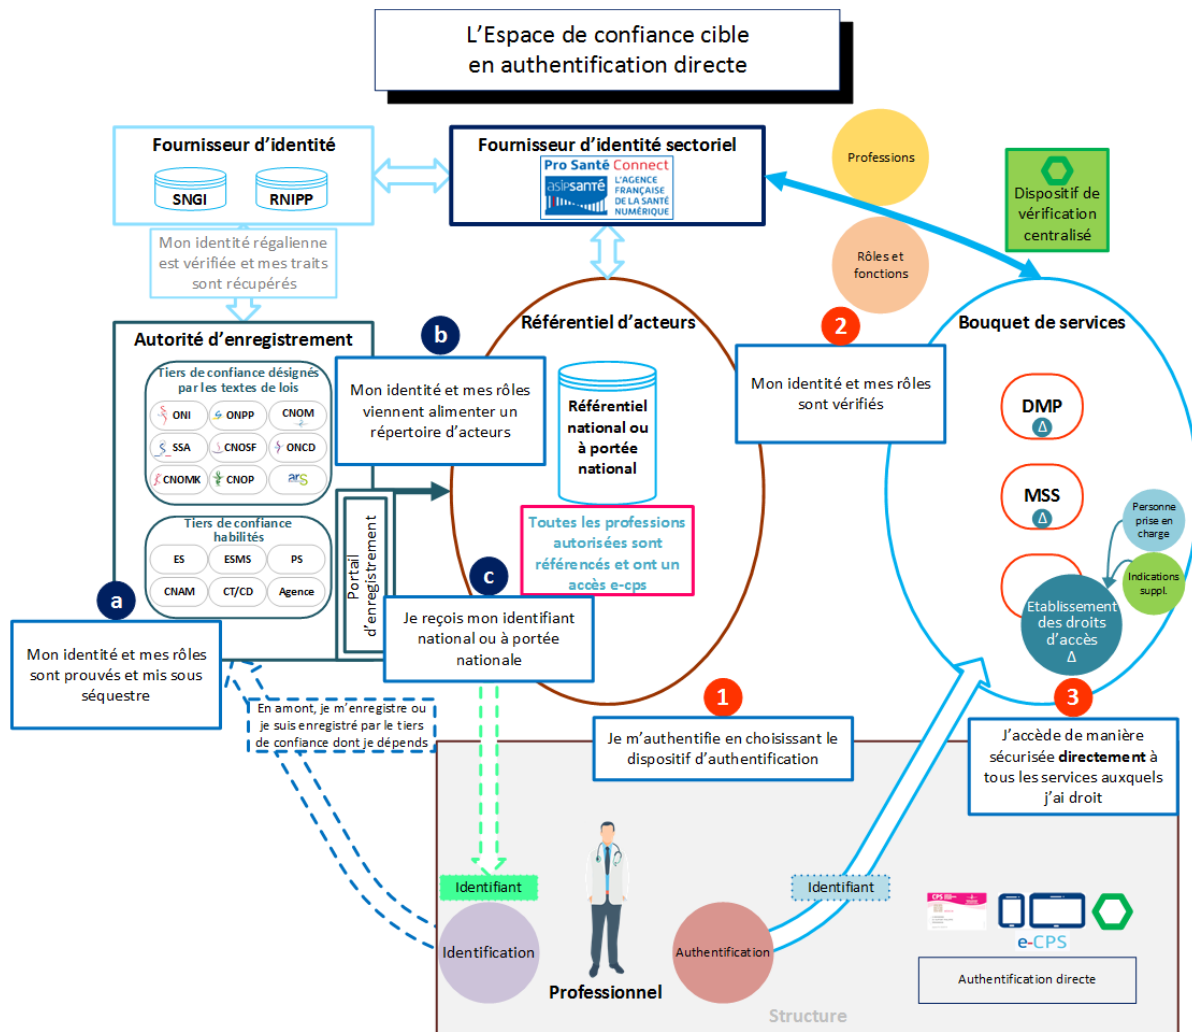 L'Espace de confiance cible
en authentification directe
Fournisseur d'identité
SNGI
RNIPP
Fournisseur d'identité sectoriel
Pro Santé Connect
asipsanté
L'AGENCE
FRANÇAISE
DE LA SANTÉ
NUMÉRIQUE
Professions
Dispositif de
vérification
centralisé
Mon identité régalienne
est vérifiée et mes traits
sont récupérés
Rôles et
fonctions
Autorité d'enregistrement
Tiers de confiance désignés
par les textes de lois
ONI
ONPP
CNOM
SSA
CNOSF
ONCD
CNOMK
CNOP
ars
Tiers de confiance
habilités
ES
ESMS
PS
CNAM
CT/CD
Agence
Portail
d'enregistrement
a
Mon identité et mes rôles
sont prouvés et mis sous
séquestre
b
Mon identité et mes rôles
viennent alimenter un
répertoire d'acteurs
Référentiel d'acteurs
Référentiel
national ou
à portée
national
Toutes les professions
autorisées sont
référencés et ont un
accès e-cps
c
Je reçois mon identifiant
national ou à portée
nationale
2
Mon identité et mes rôles
sont vérifiés
Bouquet de services
DMP
Δ
MSS
Δ
Personne
prise en
charge
Indications
suppl.
Etablissement
des droits
d'accès
Δ
En amont, je m'enregistre ou
je suis enregistré par le tiers
de confiance dont je dépends
1
Je m'authentifie en choisissant le
dispositif d'authentification
3
J'accède de manière
sécurisée directement à
tous les services auxquels
j'ai droit
Identifiant
Identification
Professionnel
Identifiant
Authentification
CPS
e-CPS
Authentification directe
Structure